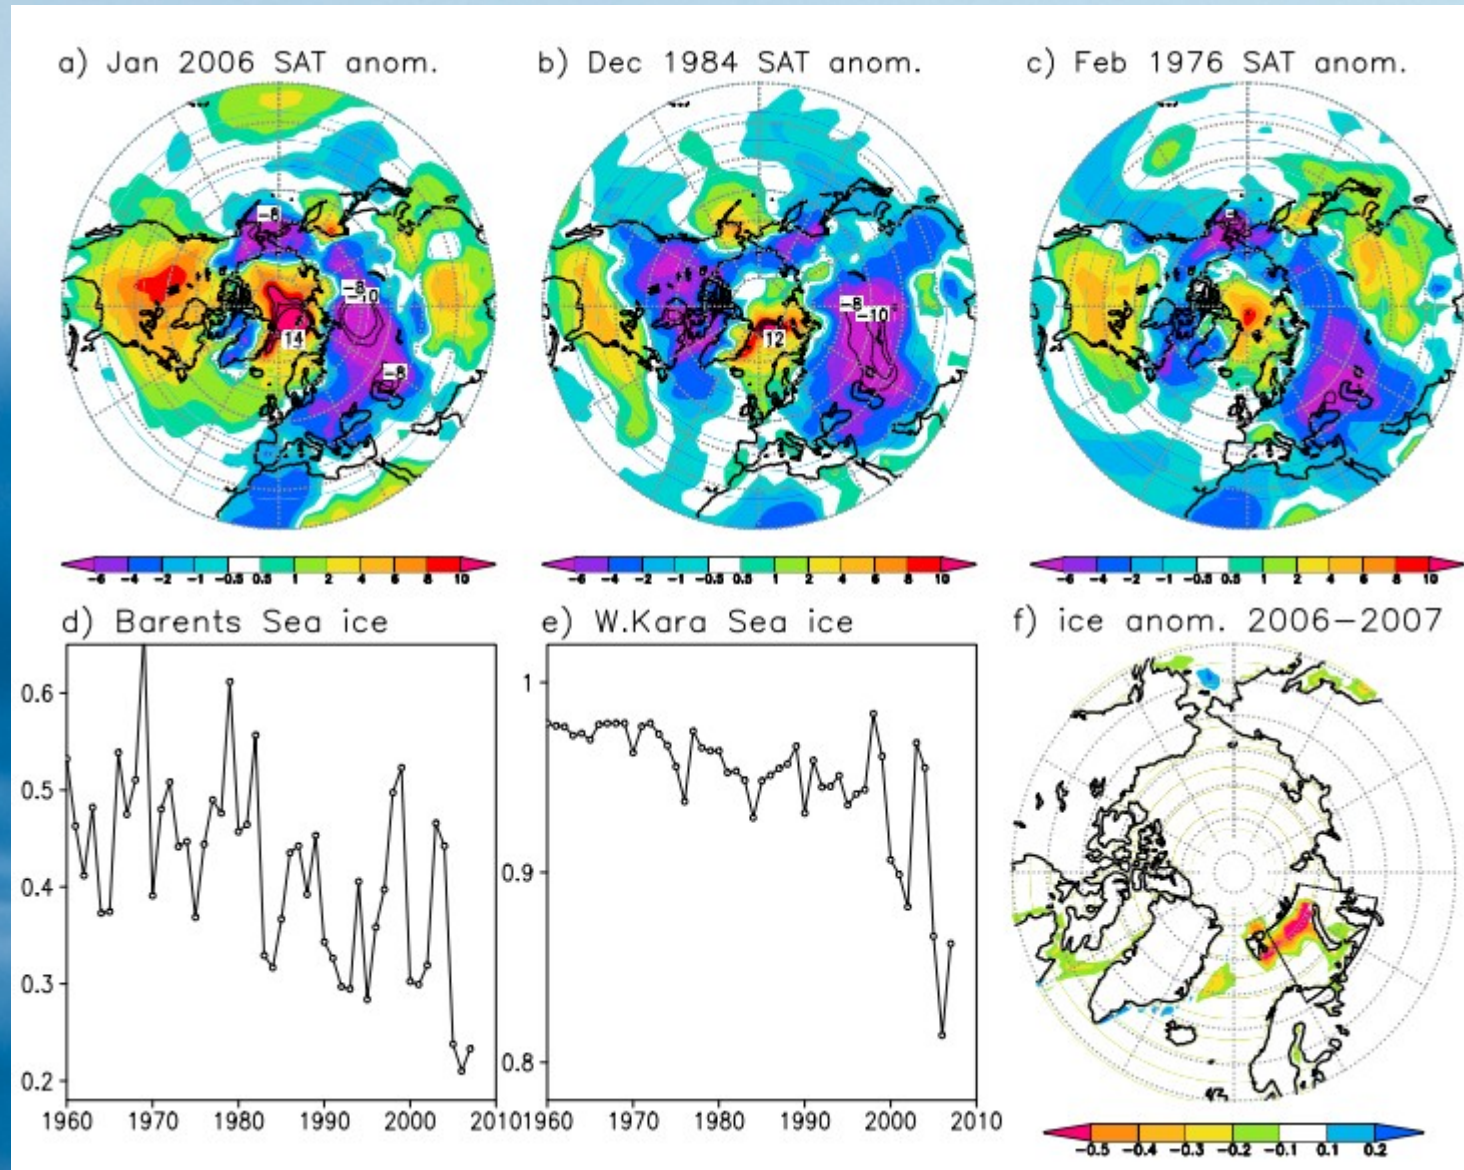 a) Jan 2006 SAT anom.
b) Dec 1984 SAT anom.
c) Feb 1976 SAT anom.
-8
-8
-10
14
-8
-8
-10
12
-6 -4 -2 -1 -0.5 0.5 1 2 4 6 8 10
-6 -4 -2 -1 -0.5 0.5 1 2 4 6 8 10
-6 -4 -2 -1 -0.5 0.5 1 2 4 6 8 10
d) Barents Sea ice
e) W.Kara Sea ice
f) ice anom. 2006-2007
0.6
0.5
0.4
0.3
0.2
1960 1970 1980 1990 2000 2010
1
0.9
0.8
1960 1970 1980 1990 2000 2010
-0.5 -0.4 -0.3 -0.2 -0.1 0.1 0.2